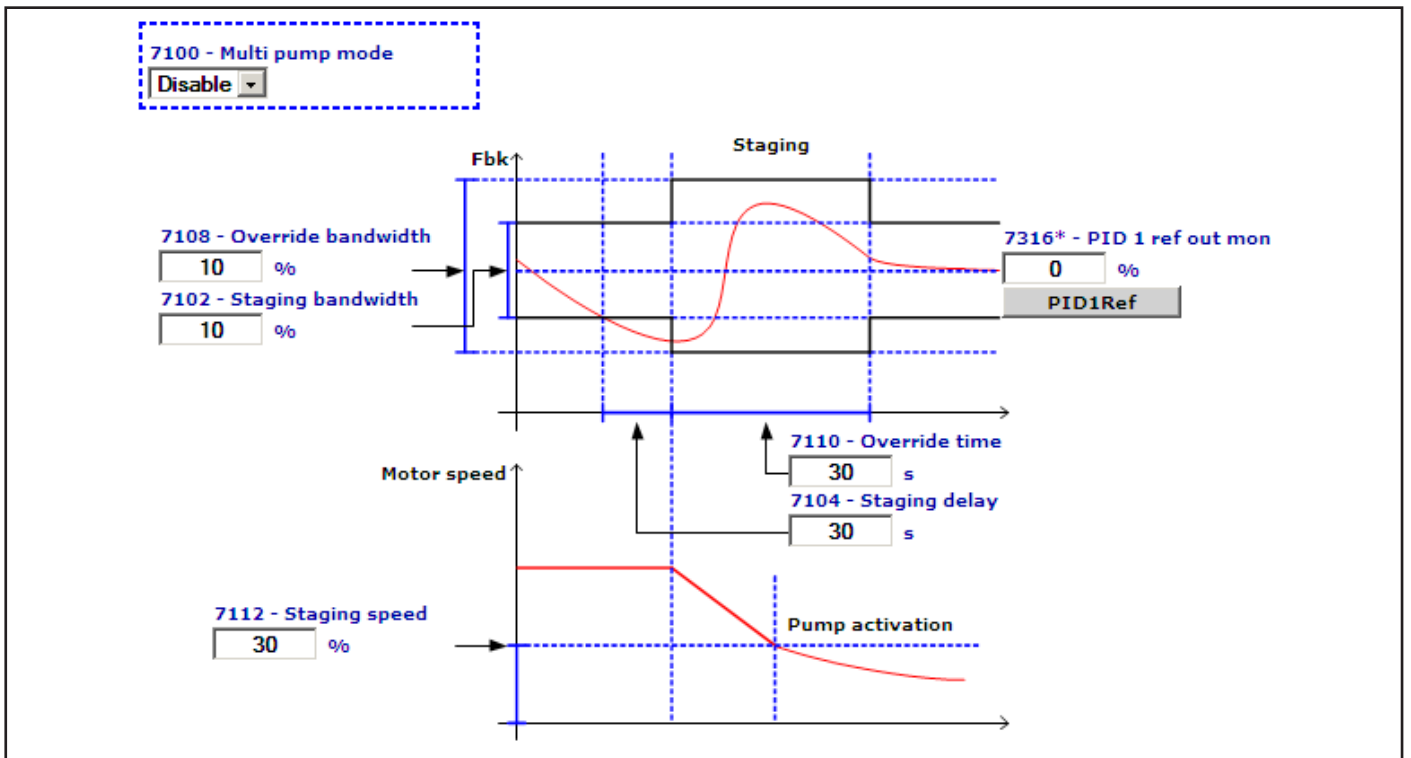 7100 - Multi pump mode
Disable
Staging
Fbk
7108 - Override bandwidth
10 %
7102 - Staging bandwidth
10 %
7316* - PID 1 ref out mon
0 %
PID1Ref
7110 - Override time
30 s
7104 - Staging delay
30 s
Motor speed
7112 - Staging speed
30 %
Pump activation